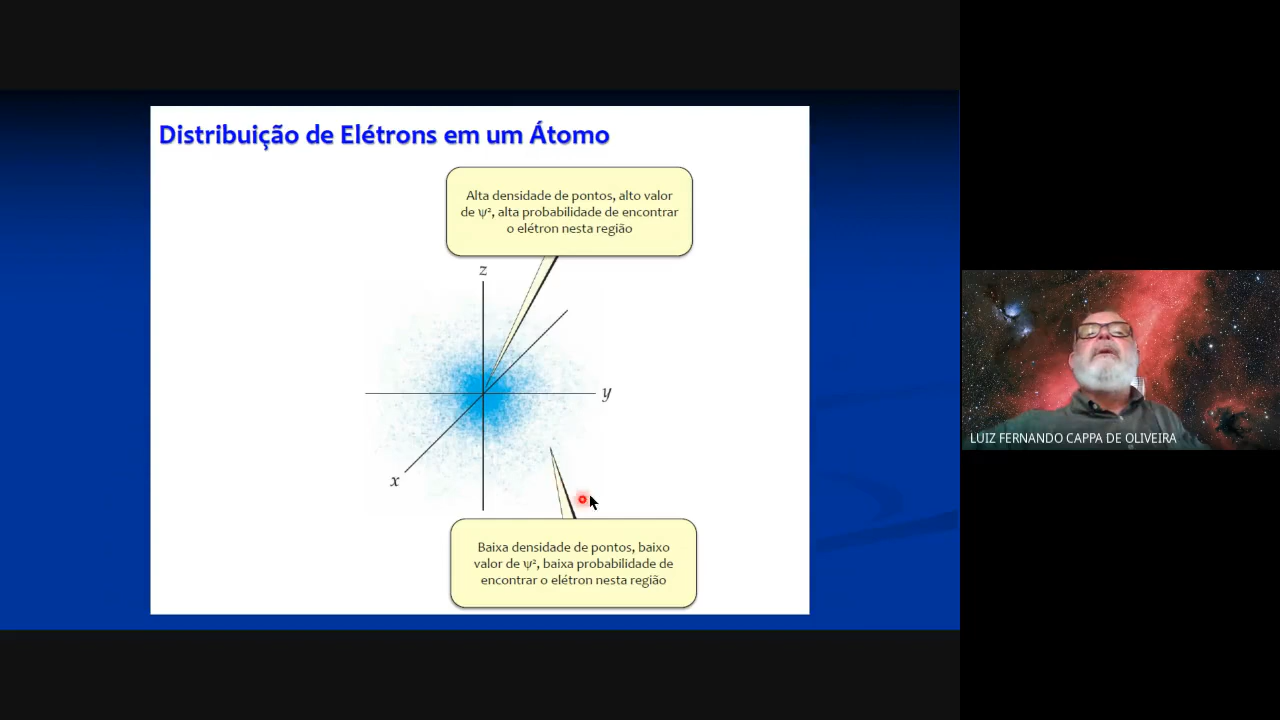 Distribuição de Elétrons em um Átomo
Alta densidade de pontos, alto valor
de ψ², alta probabilidade de encontrar
o elétron nesta região
z
y
x
LUIZ FERNANDO CAPPA DE OLIVEIRA
Baixa densidade de pontos, baixo
valor de ψ², baixa probabilidade de
encontrar o elétron nesta região